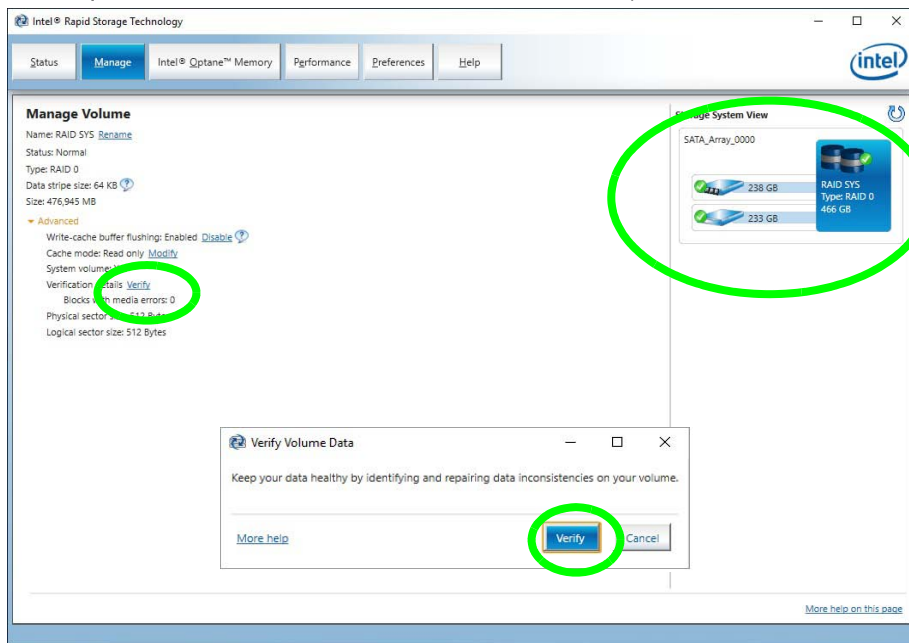 Intel® Rapid Storage Technology
Status
Manage
Intel® Optane™ Memory
Performance
Preferences
Help
intel
Manage Volume
Name: RAID SYS Rename
Status: Normal
Type: RAID 0
Data stripe size: 64 KB ?
Size: 476,945 MB
Advanced
Write-cache buffer flushing: Enabled Disable ?
Cache mode: Read only Modify
System volume:
Verification details Verify
Blocks with media errors: 0
Physical sector size: 512 Bytes
Logical sector size: 512 Bytes
Storage System View
SATA_Array_0000
238 GB
233 GB
RAID SYS
Type: RAID 0
466 GB
Verify Volume Data
Keep your data healthy by identifying and repairing data inconsistencies on your volume.
More help
Verify
Cancel
More help on this page